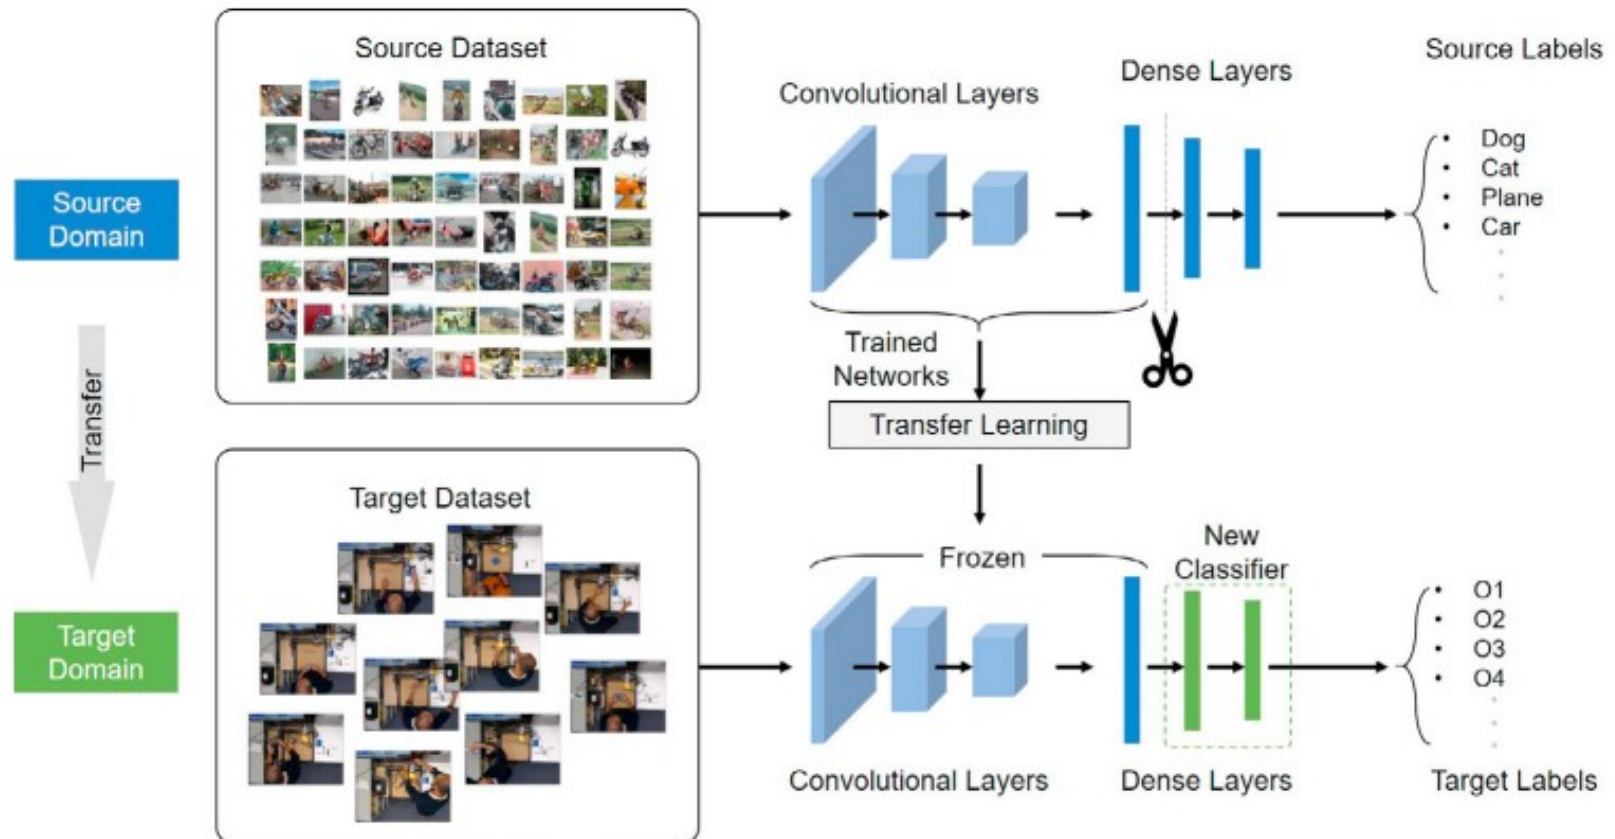 Source Dataset
Source Labels
Dense Layers
Convolutional Layers
• Dog
• Cat
• Plane
• Car
Source
Domain
Trained
Networks
Transfer
Transfer Learning
Target Dataset
New
Classifier
Frozen
• O1
• O2
• O3
• O4
Target
Domain
Convolutional Layers
Dense Layers
Target Labels